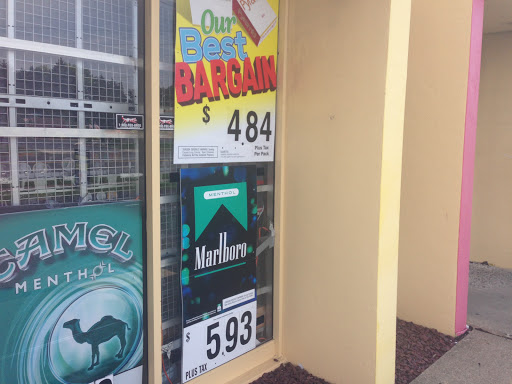 Our
Best
BARGAIN
$ 4.84
Plus Tax
Per Pack
MENTHOL
Marlboro
$ 5.93
PLUS TAX
CAMEL
MENTHOL